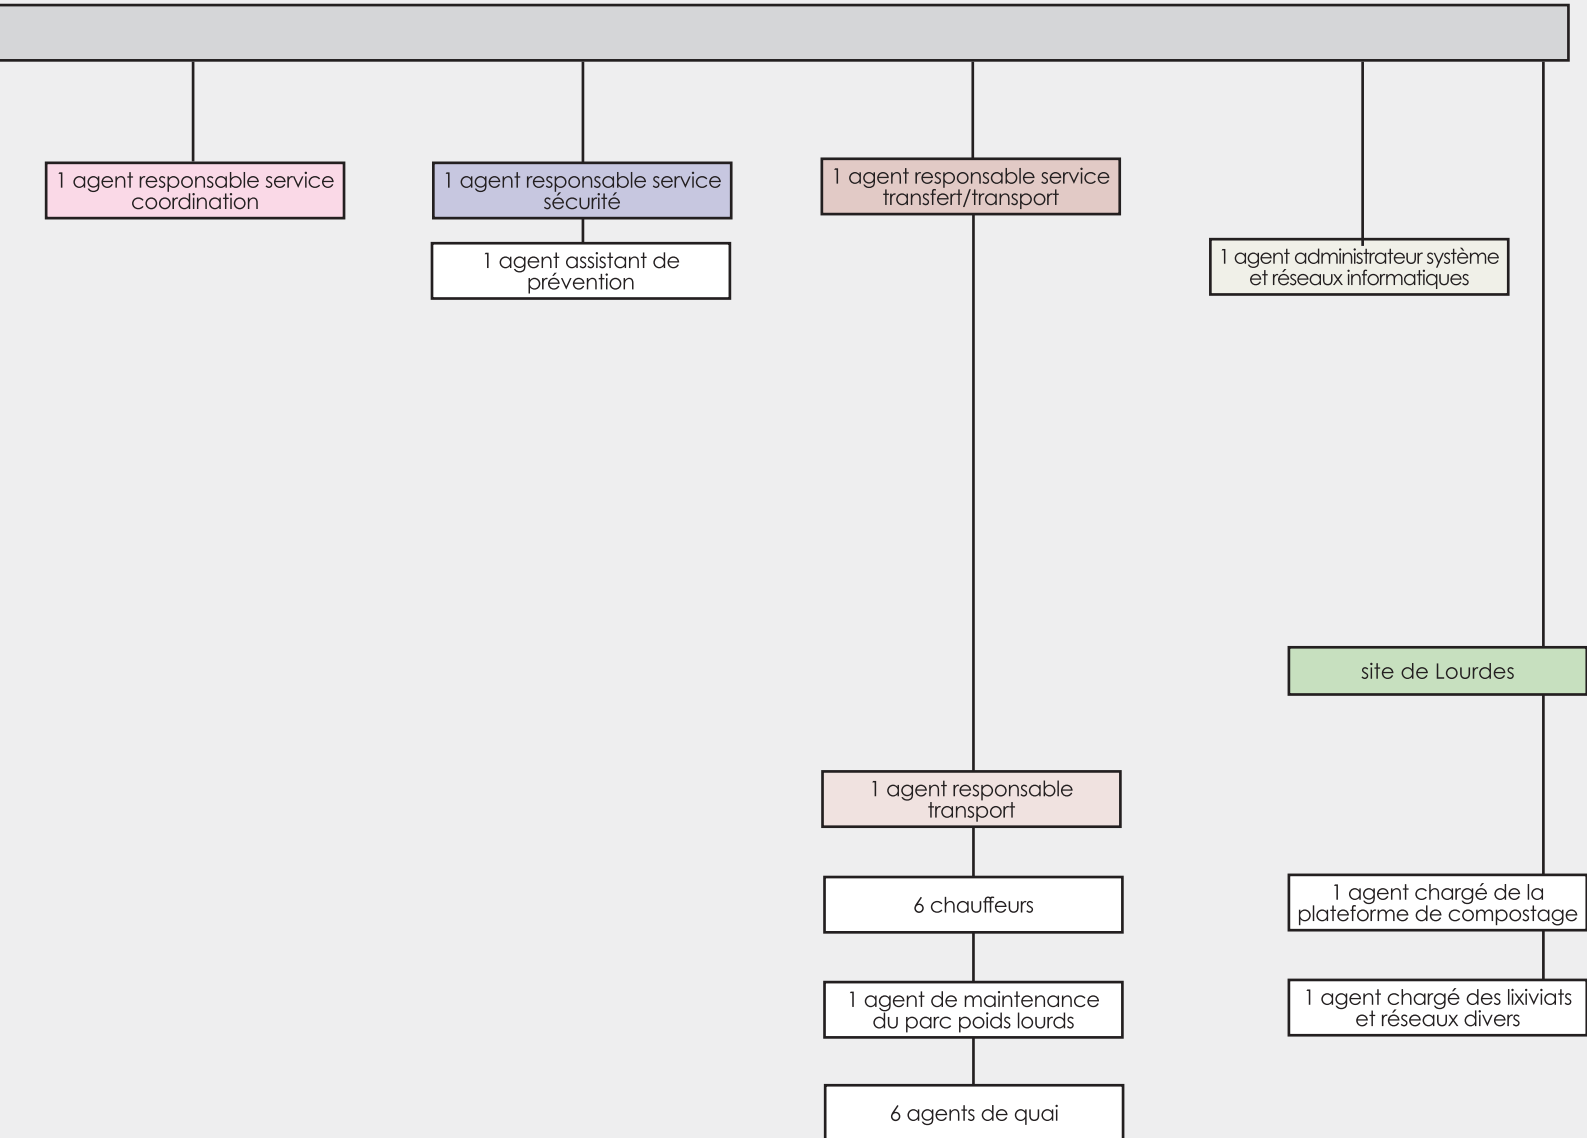 1 agent responsable service
coordination
1 agent responsable service
sécurité
1 agent assistant de
prévention
1 agent responsable service
transfert/transport
1 agent administrateur système
et réseaux informatiques
site de Lourdes
1 agent responsable
transport
6 chauffeurs
1 agent de maintenance
du parc poids lourds
6 agents de quai
1 agent chargé de la
plateforme de compostage
1 agent chargé des lixiviats
et réseaux divers